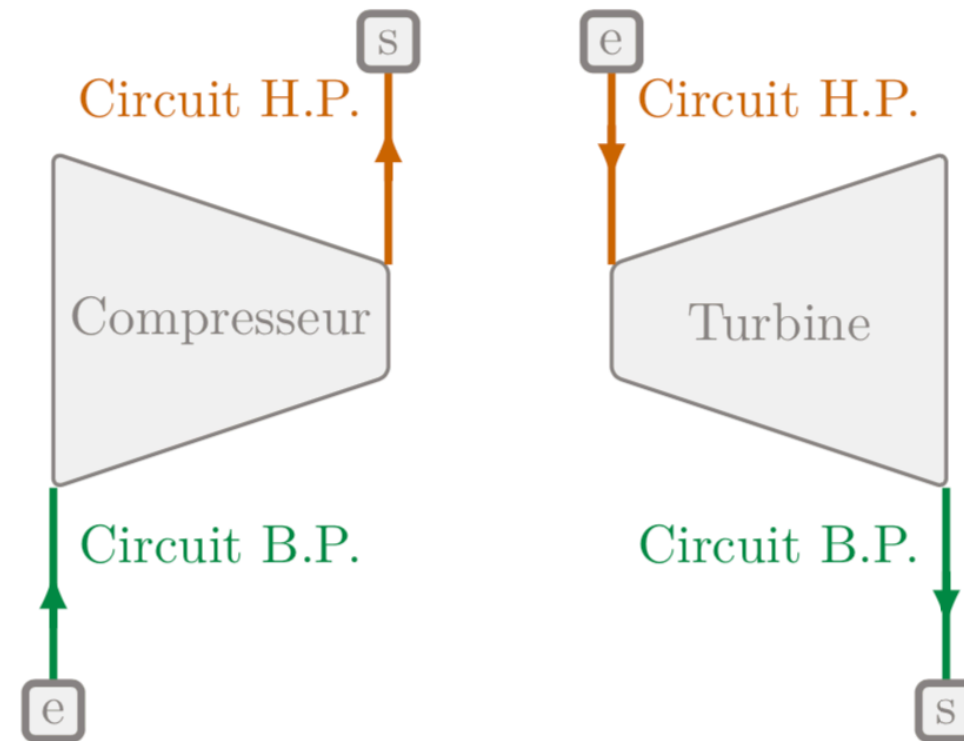 s
e
Circuit H.P.
Circuit H.P.
Compresseur
Turbine
Circuit B.P.
Circuit B.P.
e
s